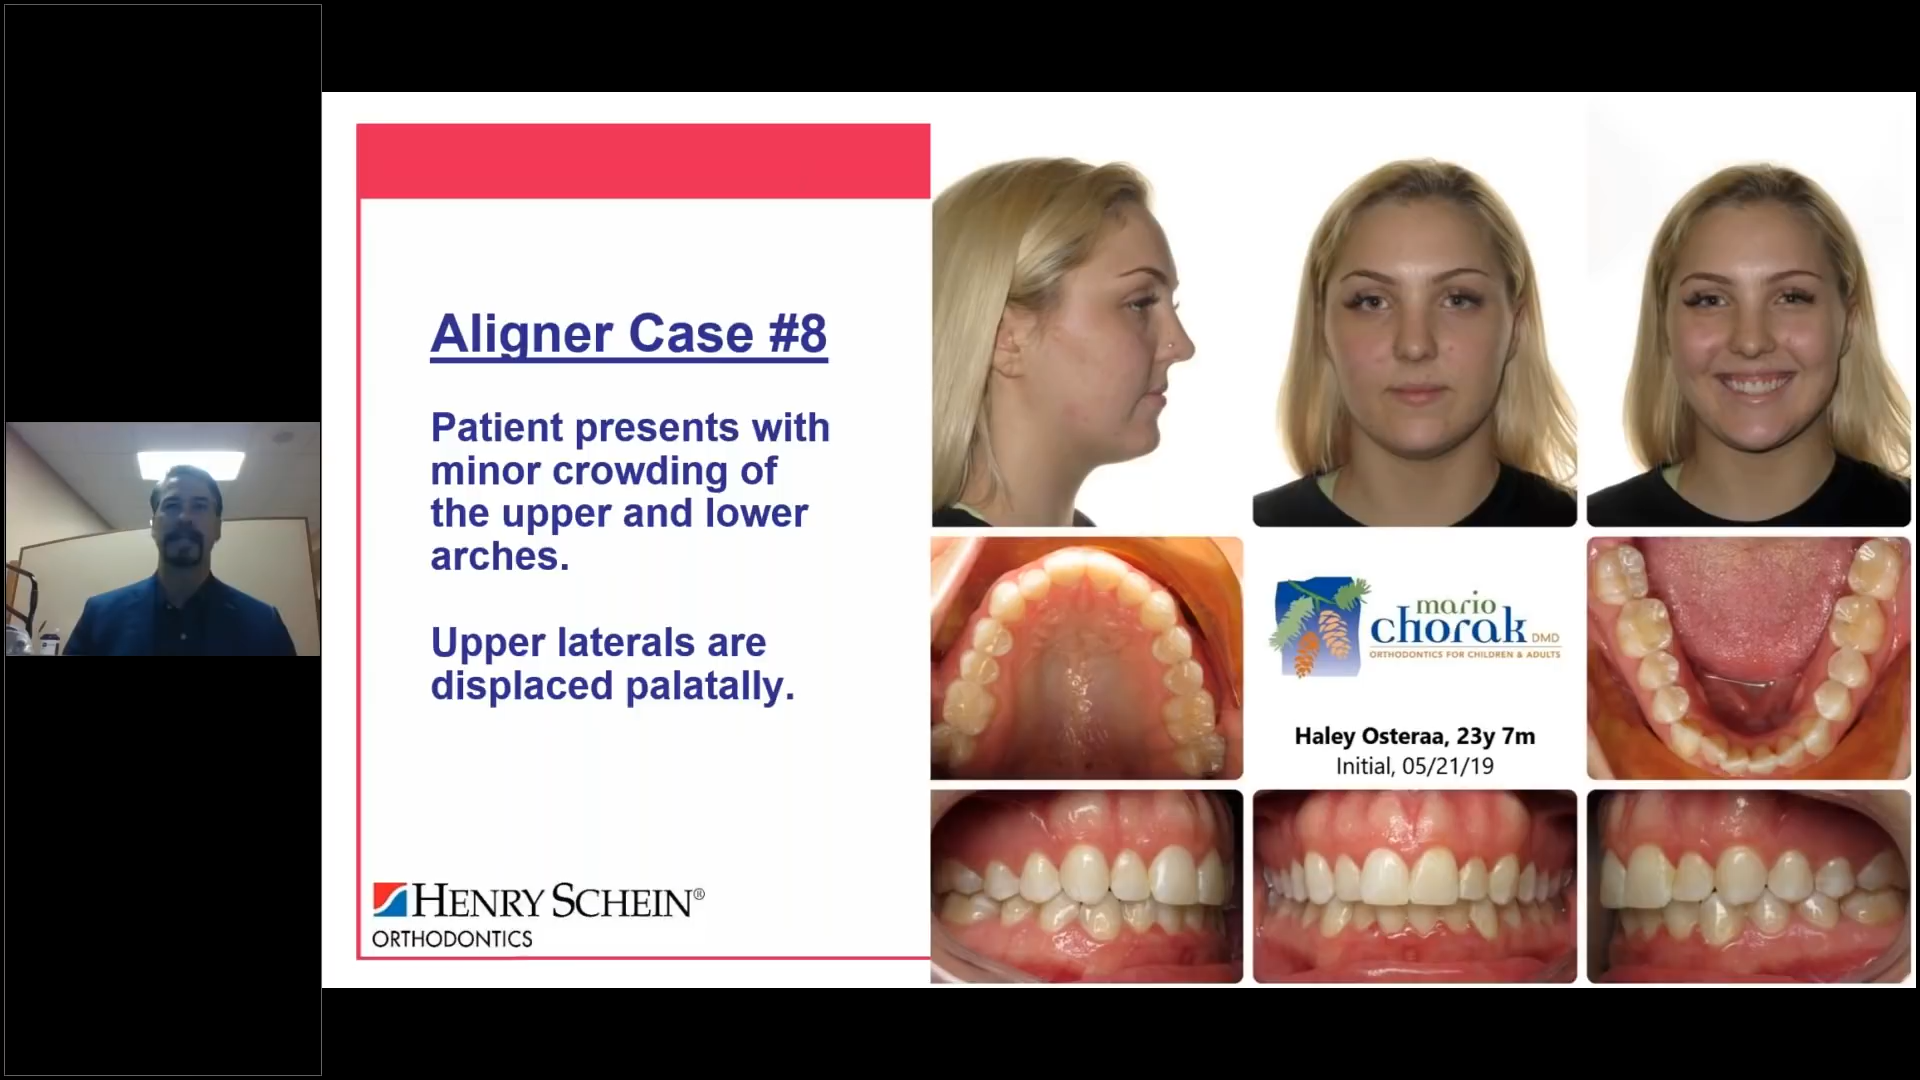 Aligner Case #8
Patient presents with
minor crowding of
the upper and lower
arches.
Upper laterals are
displaced palatally.
HENRY SCHEIN®
ORTHODONTICS
mario
chorak DMD
ORTHODONTICS FOR CHILDREN & ADULTS
Haley Osteraa, 23y 7m
Initial, 05/21/19